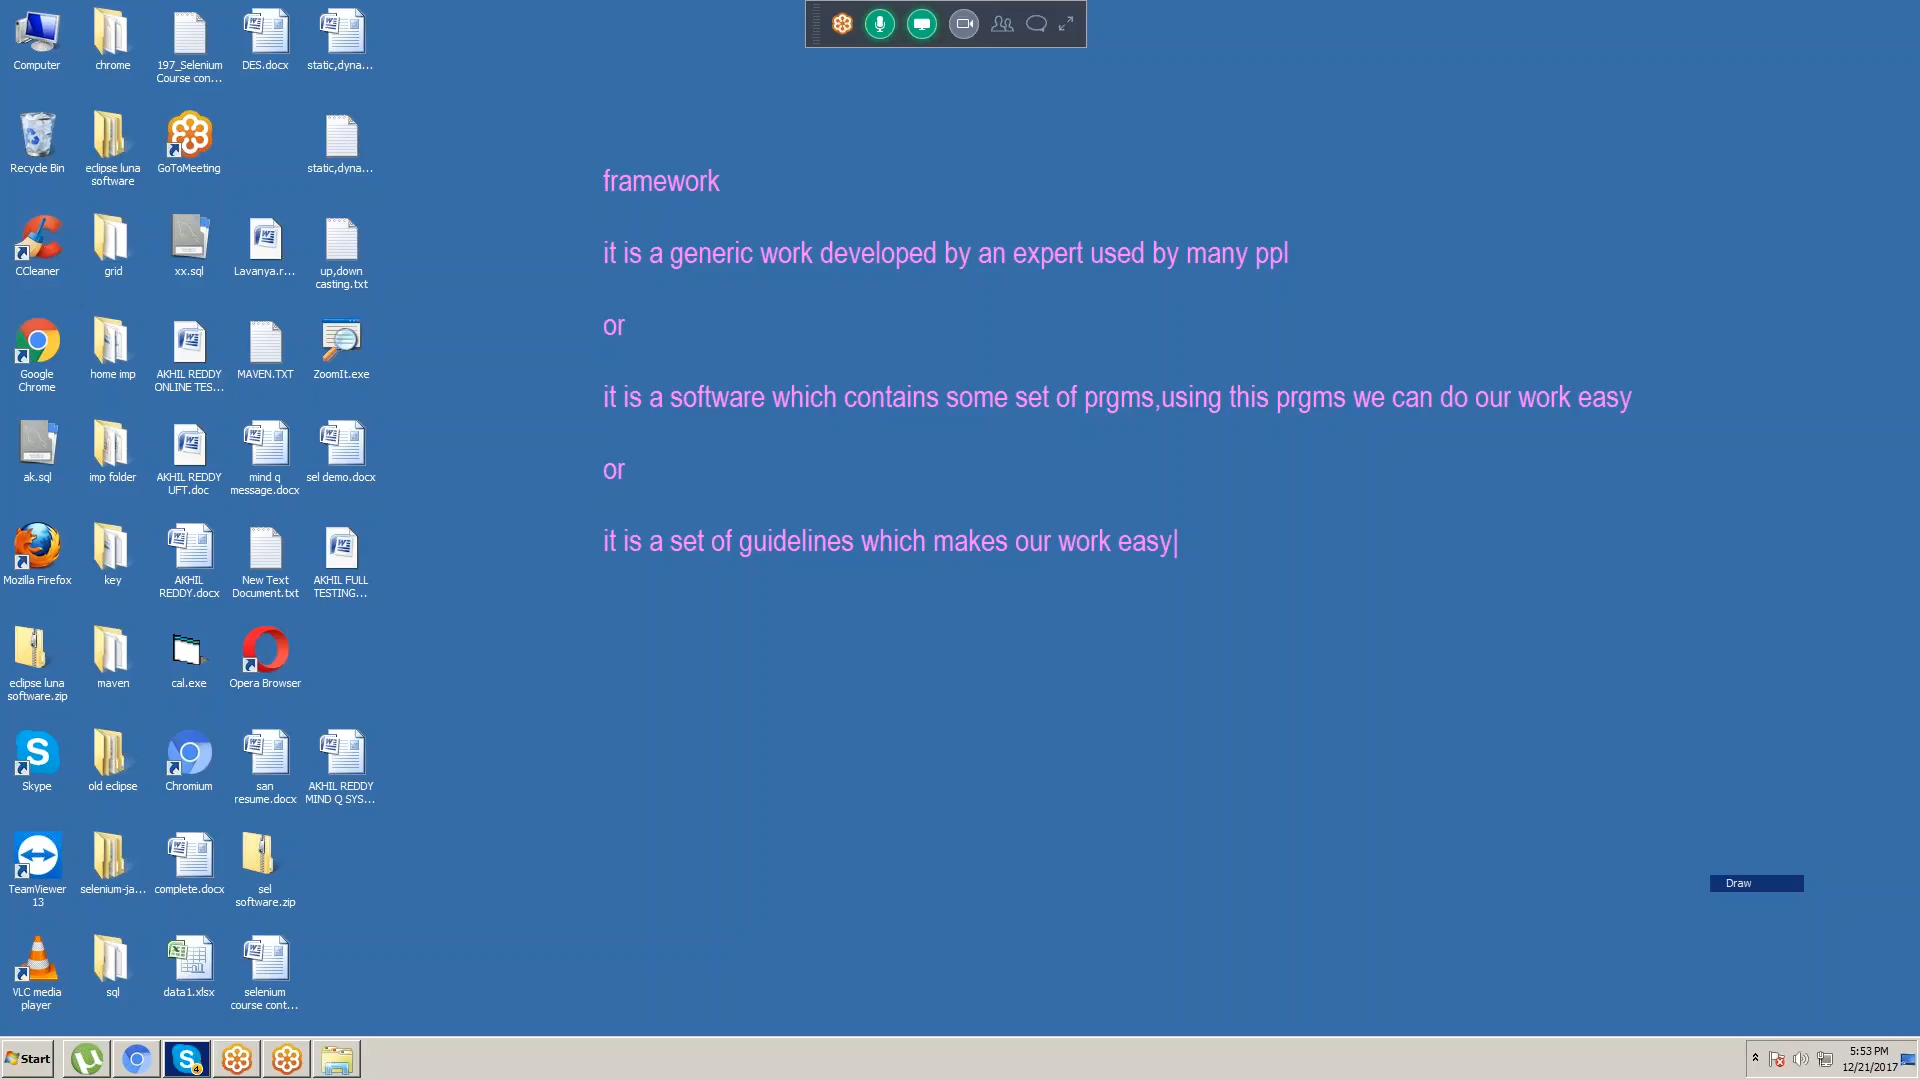 Computer
chrome
197_Selenium
Course con...
DES.docx
static,dyna...
Recycle Bin
eclipse luna
software
GoToMeeting
static,dyna...
CCleaner
grid
xx.sql
Lavanya.r...
up,down
casting.txt
Google
Chrome
home imp
AKHIL REDDY
ONLINE TES...
MAVEN.TXT
ZoomIt.exe
ak.sql
imp folder
AKHIL REDDY
UFT.doc
mind q
message.docx
sel demo.docx
Mozilla Firefox
key
AKHIL
REDDY.docx
New Text
Document.txt
AKHIL FULL
TESTING...
eclipse luna
software.zip
maven
cal.exe
Opera Browser
Skype
old eclipse
Chromium
san
resume.docx
AKHIL REDDY
MIND Q SYS...
TeamViewer
13
selenium-ja...
complete.docx
sel
software.zip
VLC media
player
sql
data1.xlsx
selenium
course cont...
framework
it is a generic work developed by an expert used by many ppl
or
it is a software which contains some set of prgms,using this prgms we can do our work easy
or
it is a set of guidelines which makes our work easy
Draw
Start
4
5:53 PM
12/21/2017